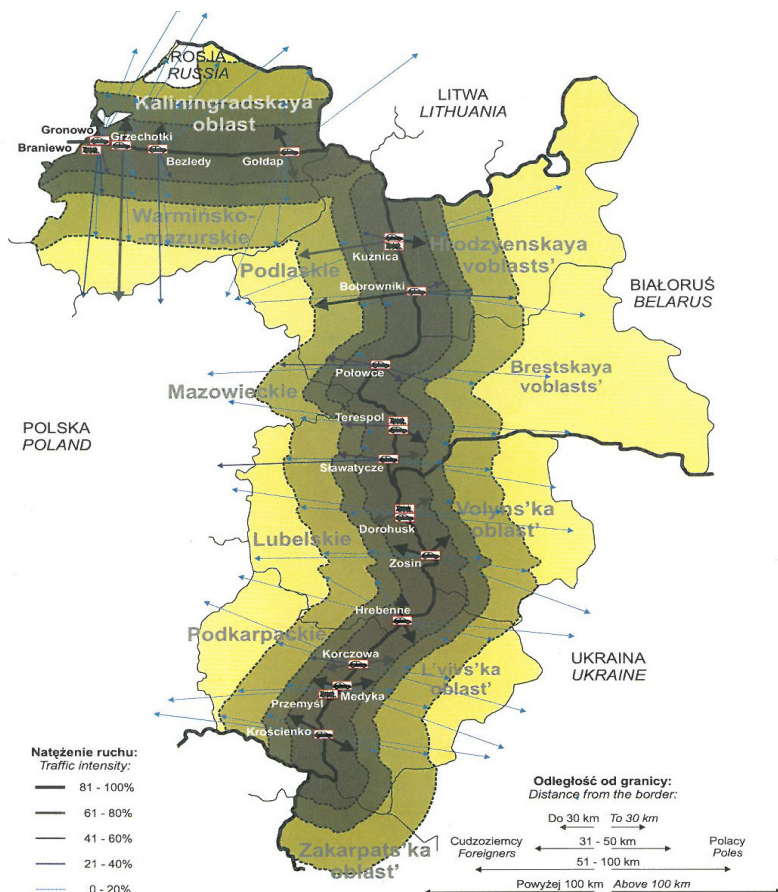 ROSJA
RUSSIA
LITWA
LITHUANIA
Kaliningradskaya
oblast
Gronowo
Grzechotki
Braniewo
Bezledy
Gołdap
Warmińsko-
mazurskie
Podlaskie
Kuźnica
Hrodzyenskaya
voblasts'
Bobrowniki
BIAŁORUŚ
BELARUS
Połowce
Brestskaya
voblasts'
Mazowieckie
Terespol
POLSKA
POLAND
Sławatycze
Volyns'ka
oblast'
Dorohusk
Lubelskie
Zosin
Hrebenne
Podkarpackie
Korczowa
L'vivs'ka
oblast'
UKRAINA
UKRAINE
Medyka
Przemyśl
Krościenko
Zakarpats'ka
oblast'
Natężenie ruchu:
Traffic intensity:
81 - 100%
61 - 80%
41 - 60%
21 - 40%
0 - 20%
Odległość od granicy:
Distance from the border:
Do 30 km To 30 km
Cudzoziemcy
Foreigners
31 - 50 km
Polacy
Poles
51 - 100 km
Powyżej 100 km Above 100 km